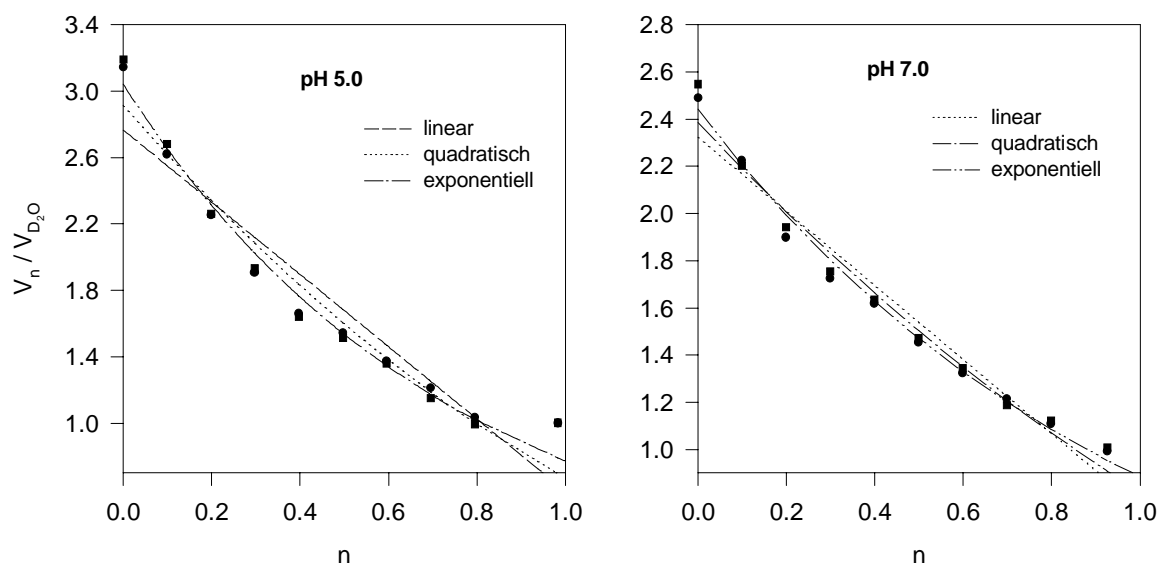 V_n / V_D₂O
3.4
3.0
2.6
2.2
1.8
1.4
1.0
pH 5.0
linear
quadratisch
exponentiell
0.0 0.2 0.4 0.6 0.8 1.0
n
2.8
2.6
2.4
2.2
2.0
1.8
1.6
1.4
1.2
1.0
pH 7.0
linear
quadratisch
exponentiell
0.0 0.2 0.4 0.6 0.8 1.0
n